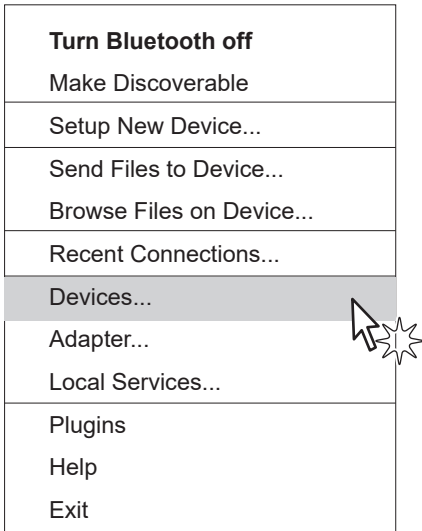 Turn Bluetooth off
Make Discoverable
Setup New Device...
Send Files to Device...
Browse Files on Device...
Recent Connections...
Devices...
Adapter...
Local Services...
Plugins
Help
Exit